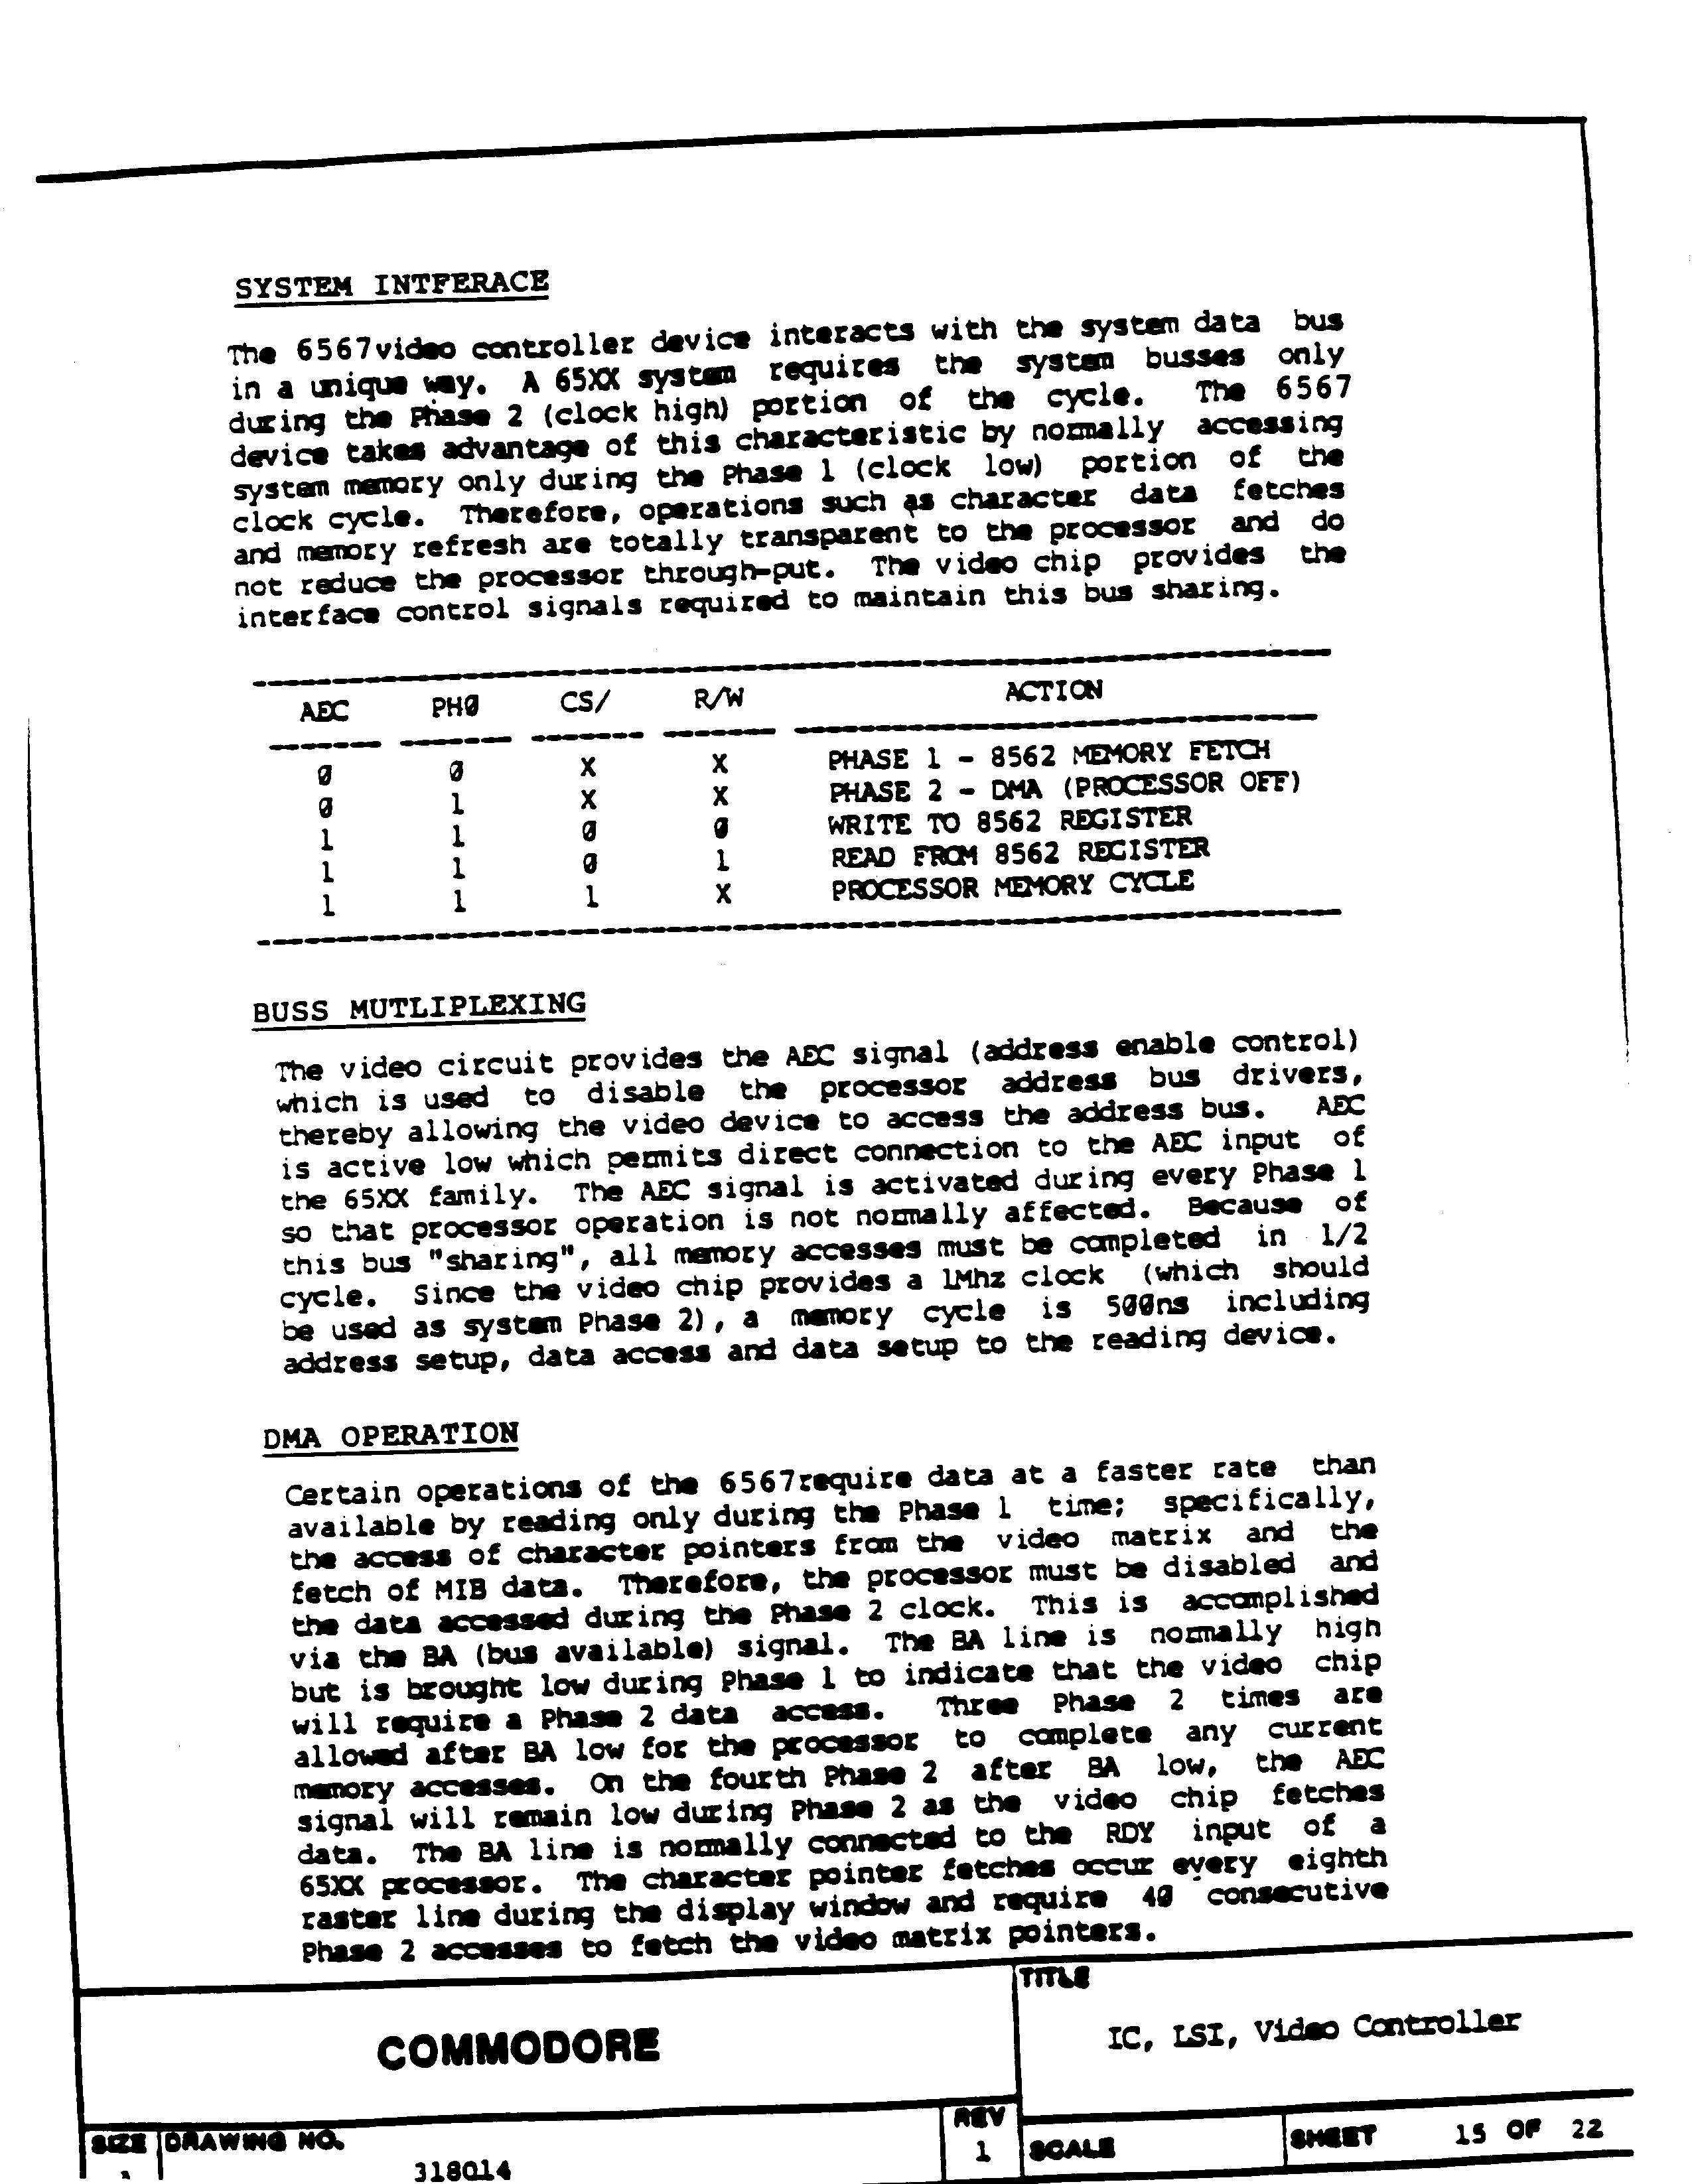 SYSTEM INTFERACE
The 6567video controller device interacts with the system data bus
in a unique way. A 65XX system requires the system busses only
during the Phase 2 (clock high) portion of the cycle. The 6567
device takes advantage of this characteristic by normally accessing
system memory only during the Phase 1 (clock low) portion of the
clock cycle. Therefore, operations such as character data fetches
and memory refresh are totally transparent to the processor and do
not reduce the processor through-put. The video chip provides the
interface control signals required to maintain this bus sharing.
AEC PH0 CS/ R/W ACTION
0 0 X X PHASE 1 - 8562 MEMORY FETCH
0 1 X X PHASE 2 - DMA (PROCESSOR OFF)
1 1 0 0 WRITE TO 8562 REGISTER
1 1 0 1 READ FROM 8562 REGISTER
1 1 1 X PROCESSOR MEMORY CYCLE
BUSS MUTLIPLEXING
The video circuit provides the AEC signal (address enable control)
which is used to disable the processor address bus drivers,
thereby allowing the video device to access the address bus. AEC
is active low which permits direct connection to the AEC input of
the 65XX family. The AEC signal is activated during every Phase 1
so that processor operation is not normally affected. Because of
this bus "sharing", all memory accesses must be completed in 1/2
cycle. Since the video chip provides a 1Mhz clock (which should
be used as system Phase 2), a memory cycle is 500ns including
address setup, data access and data setup to the reading device.
DMA OPERATION
Certain operations of the 6567require data at a faster rate than
available by reading only during the Phase 1 time; specifically,
the access of character pointers from the video matrix and the
fetch of MIB data. Therefore, the processor must be disabled and
the data accessed during the Phase 2 clock. This is accomplished
via the BA (bus available) signal. The BA line is normally high
but is brought low during Phase 1 to indicate that the video chip
will require a Phase 2 data access. Three Phase 2 times are
allowed after BA low for the processor to complete any current
memory accesses. On the fourth Phase 2 after BA low, the AEC
signal will remain low during Phase 2 as the video chip fetches
data. The BA line is normally connected to the RDY input of a
65XX processor. The character pointer fetches occur every eighth
raster line during the display window and require 40 consecutive
Phase 2 accesses to fetch the video matrix pointers.
TITLE
COMMODORE
IC, LSI, Video Controller
SIZE DRAWING NO. REV
318014 1
SCALE SHEET 15 OF 22